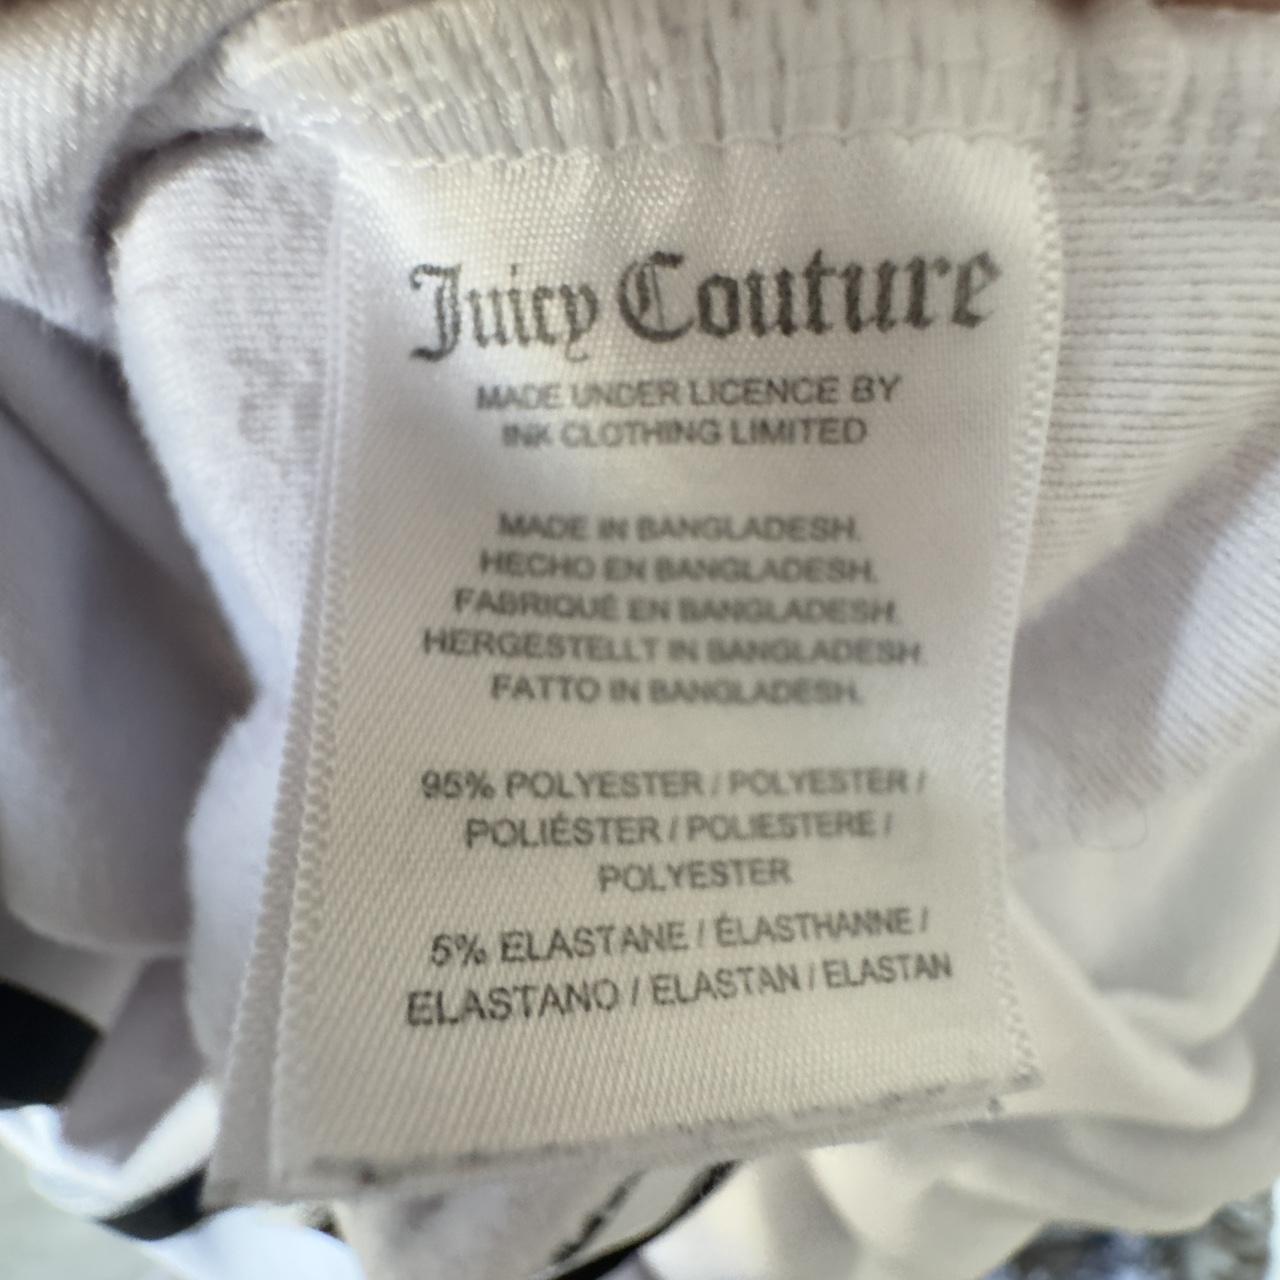 Juicy Couture
MADE UNDER LICENCE BY
INK CLOTHING LIMITED
MADE IN BANGLADESH.
HECHO EN BANGLADESH.
FABRIQUÉ EN BANGLADESH.
HERGESTELLT IN BANGLADESH.
FATTO IN BANGLADESH.
95% POLYESTER / POLYESTER /
POLIÉSTER / POLIESTERE /
POLYESTER
5% ELASTANE / ÉLASTHANNE /
ELASTANO / ELASTAN / ELASTAN